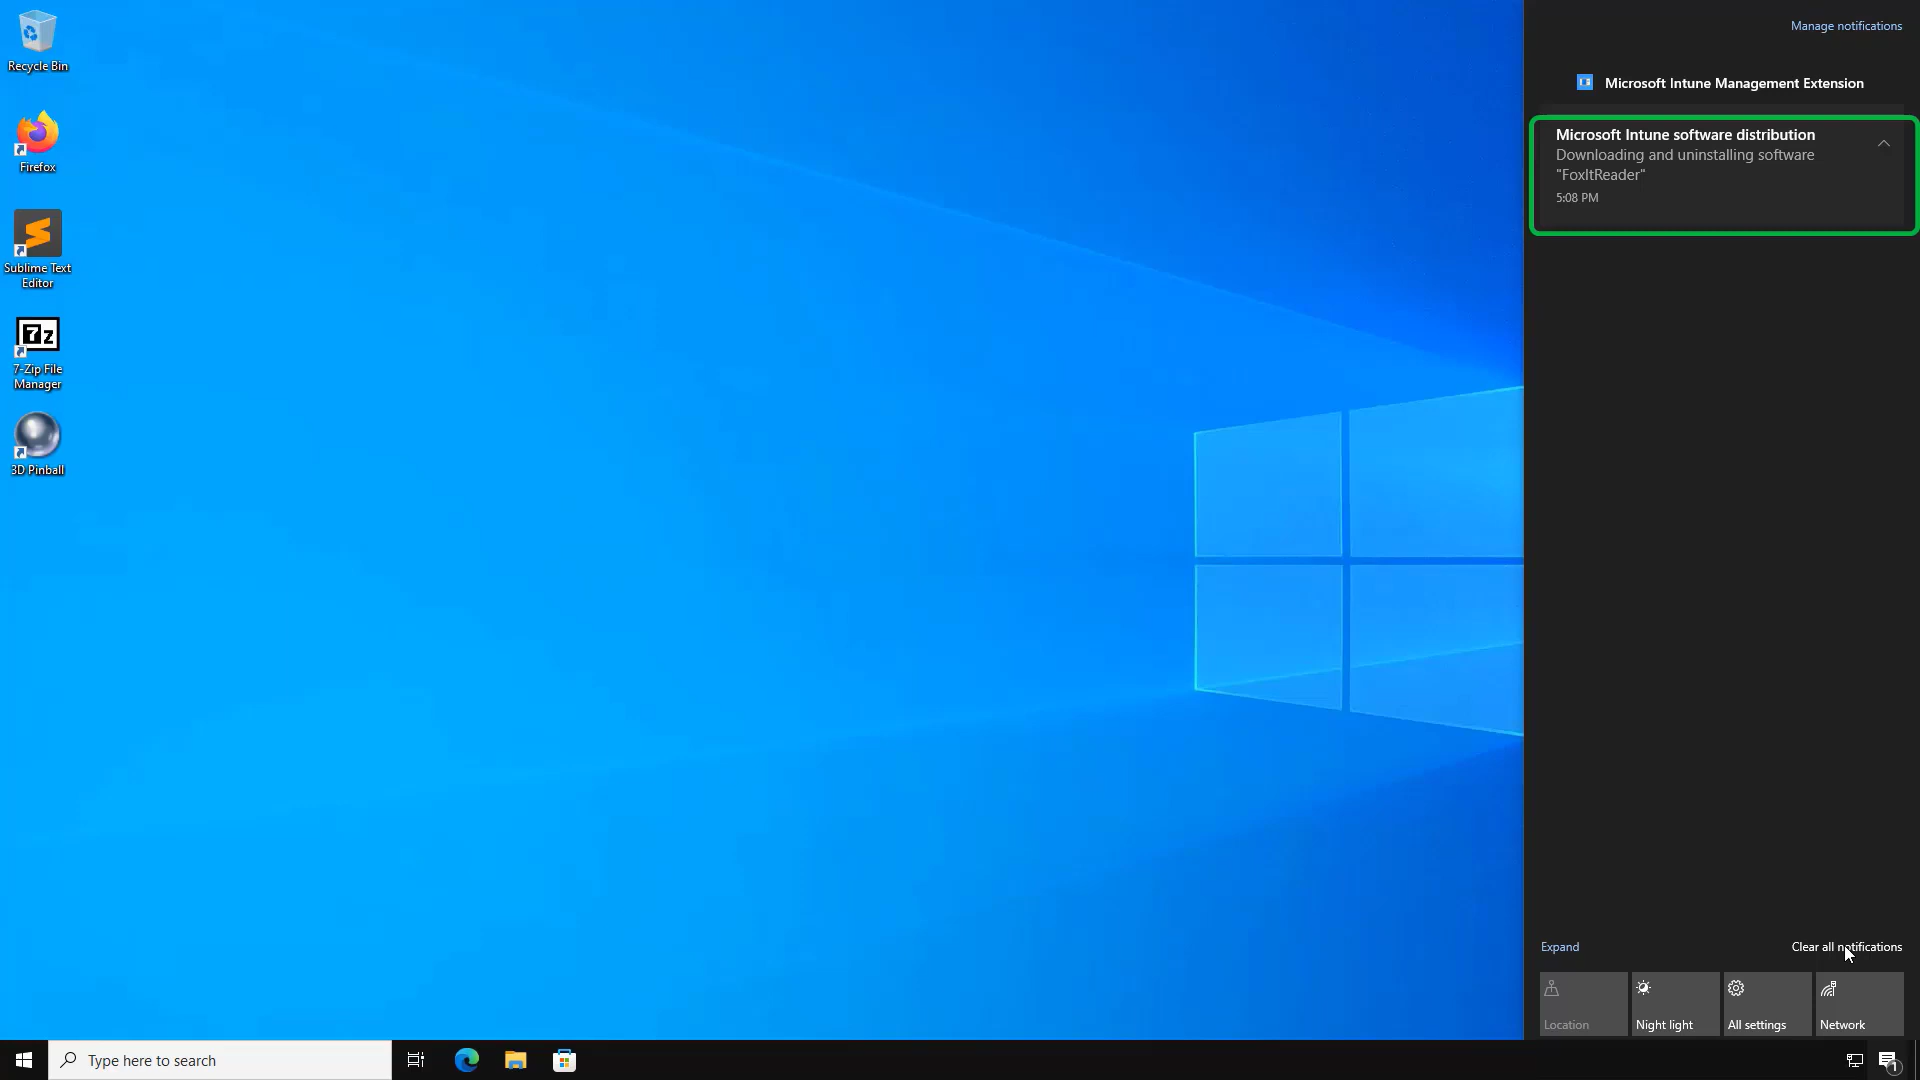 Recycle Bin
Firefox
Sublime Text
Editor
7z
7-Zip File
Manager
3D Pinball
Manage notifications
Microsoft Intune Management Extension
Microsoft Intune software distribution
Downloading and uninstalling software
"FoxItReader"
5:08 PM
Expand
Clear all notifications
Location
Night light
All settings
Network
Type here to search
1